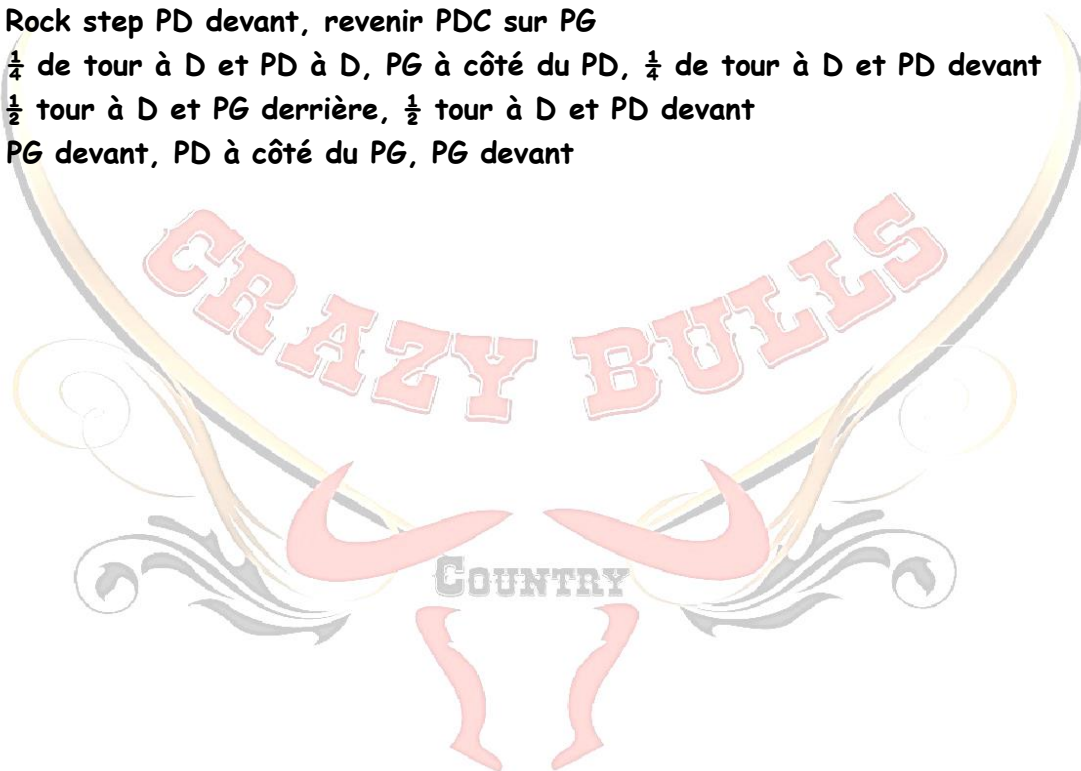 Rock step PD devant, revenir PDC sur PG
¼ de tour à D et PD à D, PG à côté du PD, ¼ de tour à D et PD devant
½ tour à D et PG derrière, ½ tour à D et PD devant
PG devant, PD à côté du PG, PG devant
CRAZY BULLS
COUNTRY